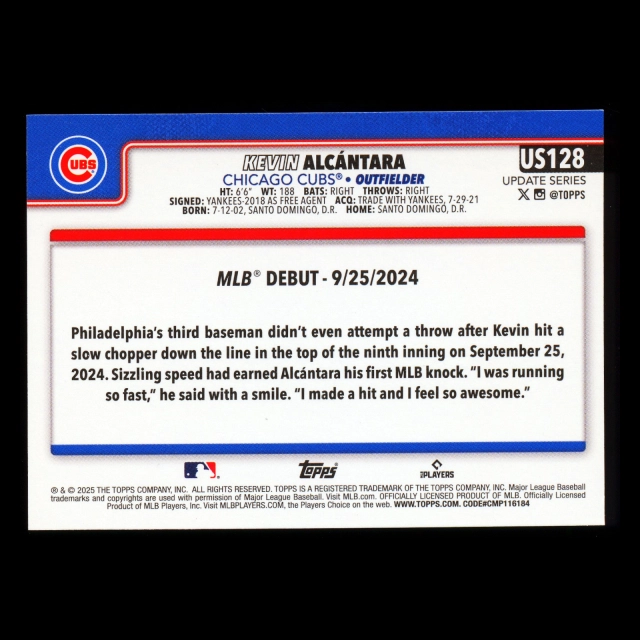 CUBS
KEVIN ALCÁNTARA
US128
CHICAGO CUBS® • OUTFIELDER
UPDATE SERIES
HT: 6'6" WT: 188 BATS: RIGHT THROWS: RIGHT
X @TOPPS
SIGNED: YANKEES-2018 AS FREE AGENT ACQ: TRADE WITH YANKEES, 7-29-21
BORN: 7-12-02, SANTO DOMINGO, D.R. HOME: SANTO DOMINGO, D.R.
MLB® DEBUT - 9/25/2024
Philadelphia's third baseman didn't even attempt a throw after Kevin hit a
slow chopper down the line in the top of the ninth inning on September 25,
2024. Sizzling speed had earned Alcántara his first MLB knock. "I was running
so fast," he said with a smile. "I made a hit and I feel so awesome."
Topps
PLAYERS
® & © 2025 THE TOPPS COMPANY, INC. ALL RIGHTS RESERVED. TOPPS IS A REGISTERED TRADEMARK OF THE TOPPS COMPANY, INC. Major League Baseball
trademarks and copyrights are used with permission of Major League Baseball. Visit MLB.com. OFFICIALLY LICENSED PRODUCT OF MLB. Officially Licensed
Product of MLB Players, Inc. Visit MLBPLAYERS.COM, the Players Choice on the web. WWW.TOPPS.COM. CODE#CMP116184